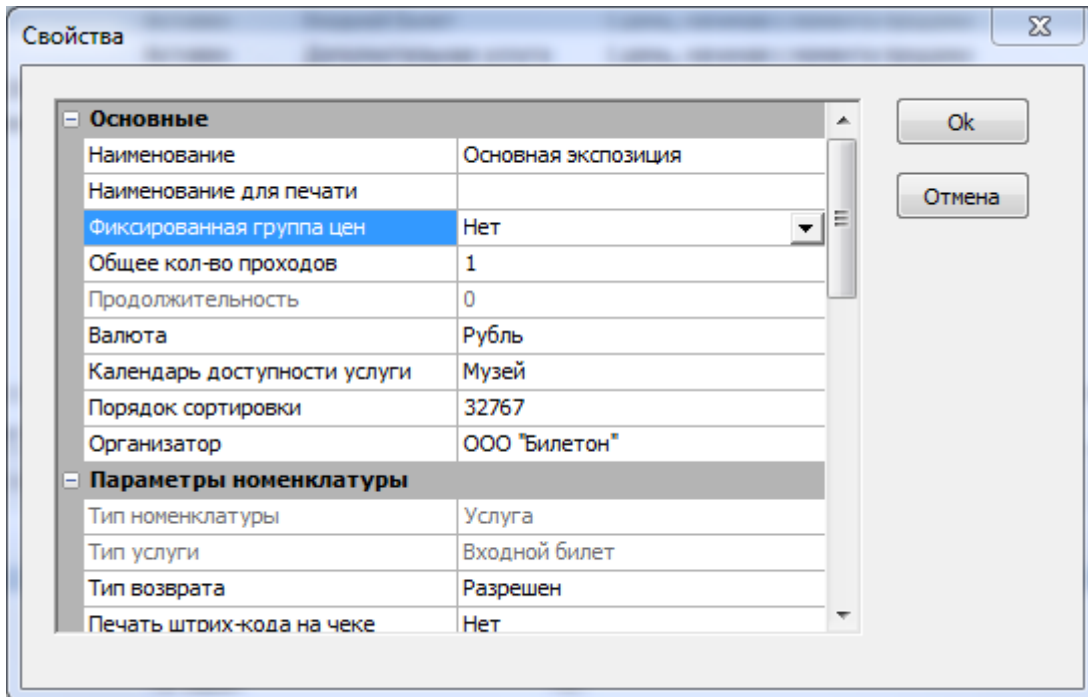 Свойства
Основные
Наименование Основная экспозиция
Наименование для печати
Фиксированная группа цен Нет
Общее кол-во проходов 1
Продолжительность 0
Валюта Рубль
Календарь доступности услуги Музей
Порядок сортировки 32767
Организатор ООО "Билетон"
Параметры номенклатуры
Тип номенклатуры Услуга
Тип услуги Входной билет
Тип возврата Разрешен
Печать штрих-кода на чеке Нет
Ok
Отмена